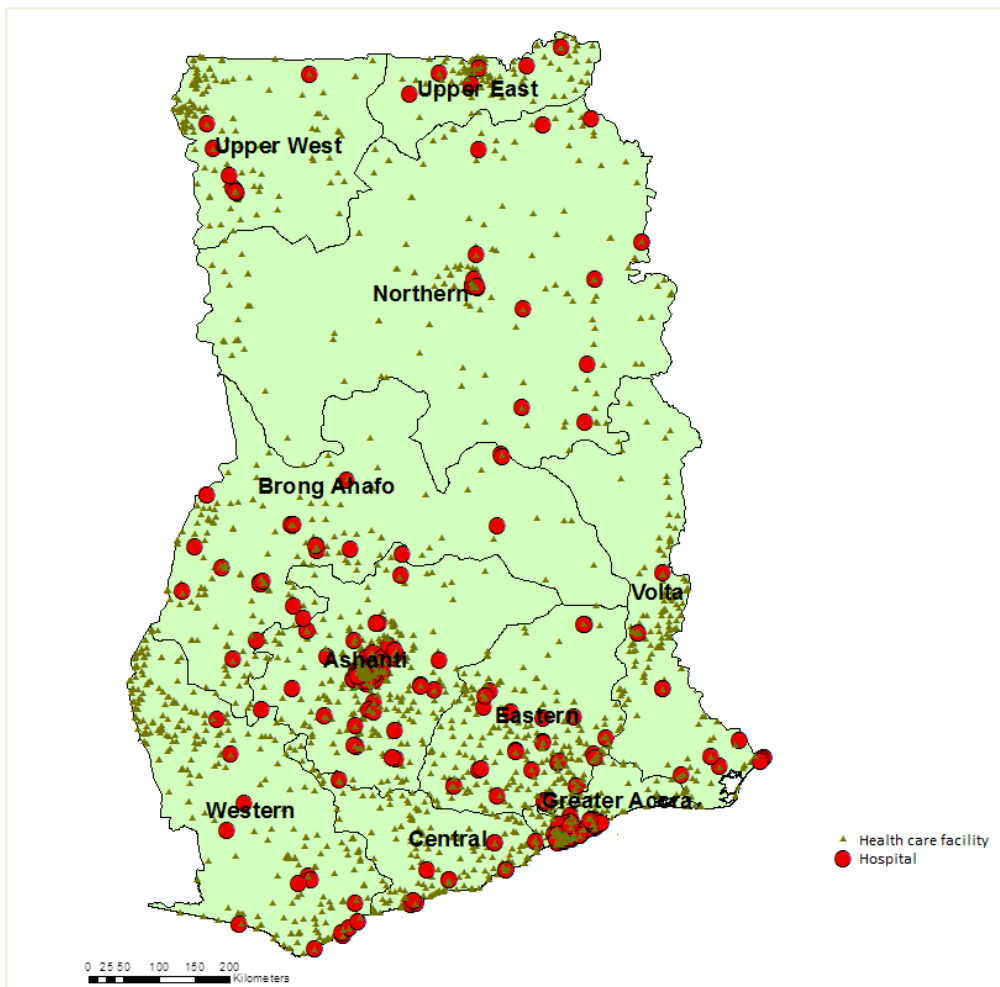 Upper East
Upper West
Northern
Brong Ahafo
Volta
Ashanti
Eastern
Greater Accra
Western
Central
Health care facility
Hospital
0 25 50 100 150 200
Kilometers